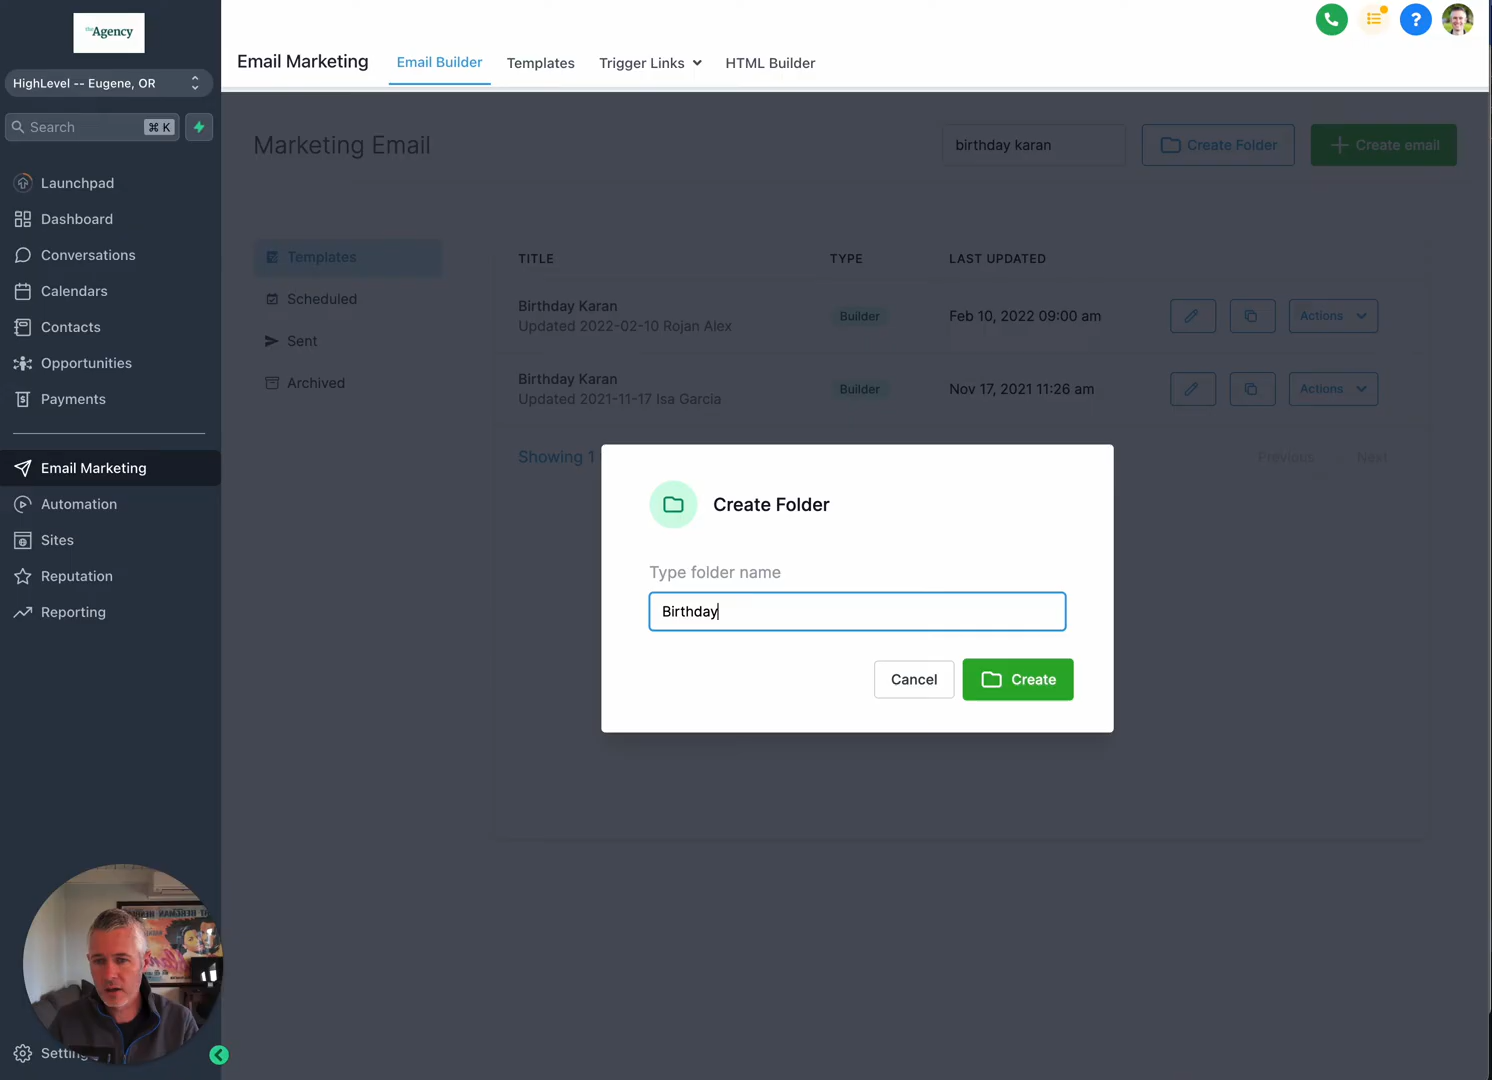 theAgency
HighLevel -- Eugene, OR
Search
⌘ K
Launchpad
Dashboard
Conversations
Calendars
Contacts
Opportunities
Payments
Email Marketing
Automation
Sites
Reputation
Reporting
Email Marketing
Email Builder
Templates
Trigger Links
HTML Builder
?
Marketing Email
birthday karan
Create Folder
Create email
Templates
Scheduled
Sent
Archived
TITLE
TYPE
LAST UPDATED
Birthday Karan
Updated 2022-02-10 Rojan Alex
Builder
Feb 10, 2022 09:00 am
Actions
Birthday Karan
Updated 2021-11-17 Isa Garcia
Builder
Nov 17, 2021 11:26 am
Actions
Showing 1
Previous
Next
Create Folder
Type folder name
Birthday
Cancel
Create